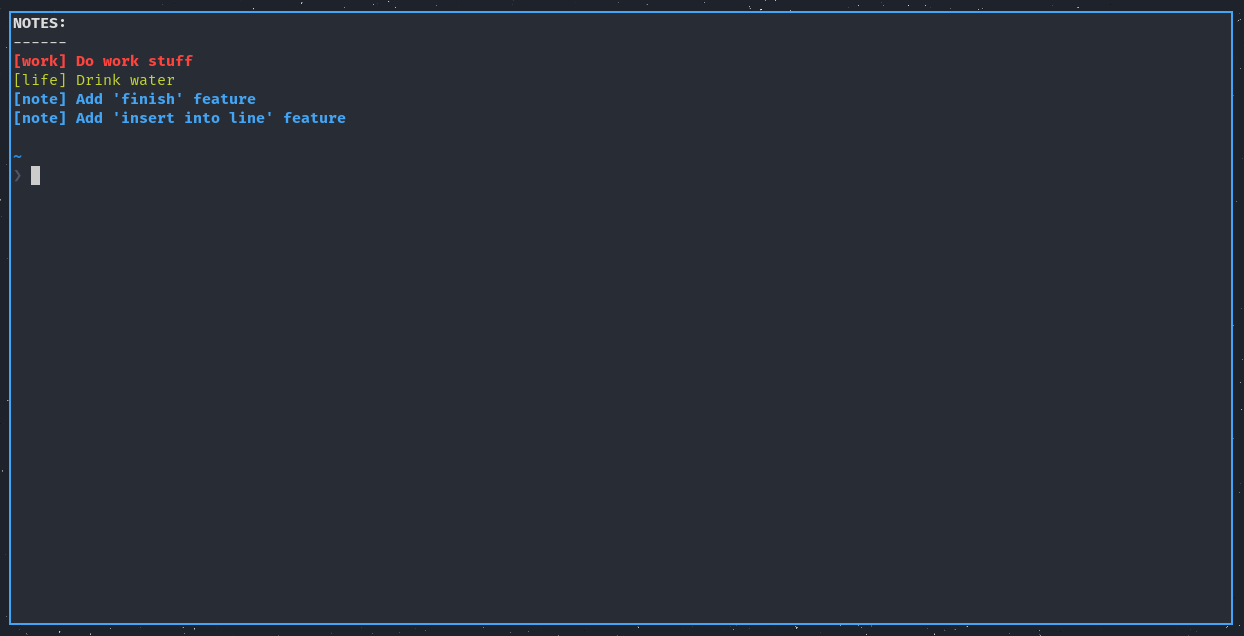 NOTES:
------
[work] Do work stuff
[life] Drink water
[note] Add 'finish' feature
[note] Add 'insert into line' feature
~
❯